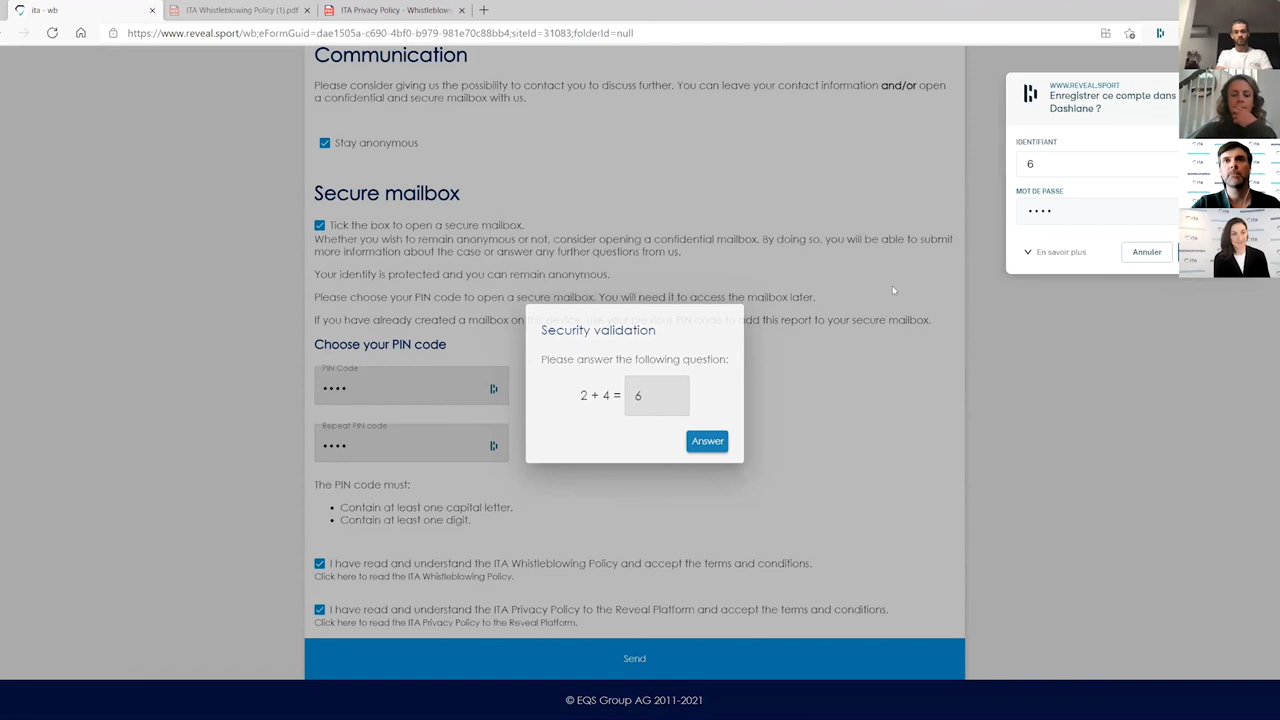 ita - wb
ITA Whistleblowing Policy (1).pdf
ITA Privacy Policy - Whistleblow
https://www.reveal.sport/wb;eFormGuid=dae1505a-c690-4bf0-b979-981e70c88bb4;siteId=31083;folderId=null
Communication
Please consider giving us the possibility to contact you to discuss further. You can leave your contact information and/or open
a confidential and secure mailbox with us.
Stay anonymous
Secure mailbox
Tick the box to open a secure mailbox.
Whether you wish to remain anonymous or not, consider opening a confidential mailbox. By doing so, you will be able to submit
more information about the case or answer any further questions from us.
Your identity is protected and you can remain anonymous.
Please choose your PIN code to open a secure mailbox. You will need it to access the mailbox later.
If you have already created a mailbox on the device, use your previous PIN code to add this report to your secure mailbox.
Choose your PIN code
PIN Code
••••
Repeat PIN code
••••
The PIN code must:
• Contain at least one capital letter.
• Contain at least one digit.
I have read and understand the ITA Whistleblowing Policy and accept the terms and conditions.
Click here to read the ITA Whistleblowing Policy.
I have read and understand the ITA Privacy Policy to the Reveal Platform and accept the terms and conditions.
Click here to read the ITA Privacy Policy to the Reveal Platform.
Send
© EQS Group AG 2011-2021
Security validation
Please answer the following question:
2 + 4 = 6
Answer
WWW.REVEAL.SPORT
Enregistrer ce compte dans
Dashlane ?
IDENTIFIANT
6
MOT DE PASSE
••••
En savoir plus
Annuler